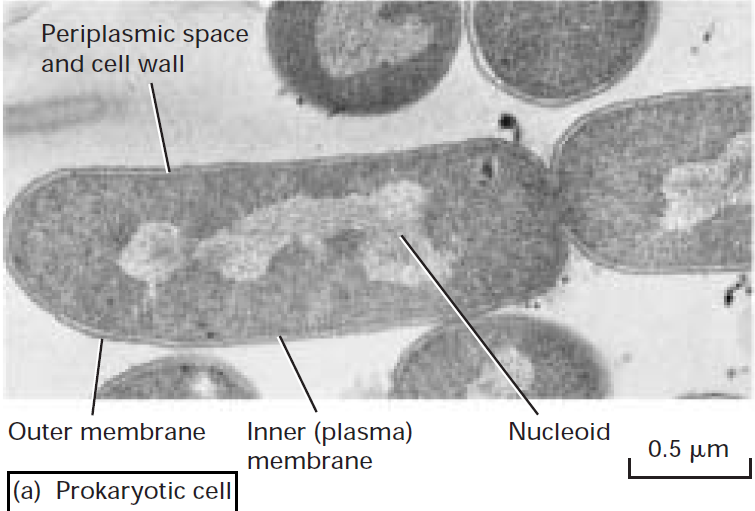 Periplasmic space
and cell wall
Outer membrane
Inner (plasma)
membrane
Nucleoid
0.5 μm
(a) Prokaryotic cell